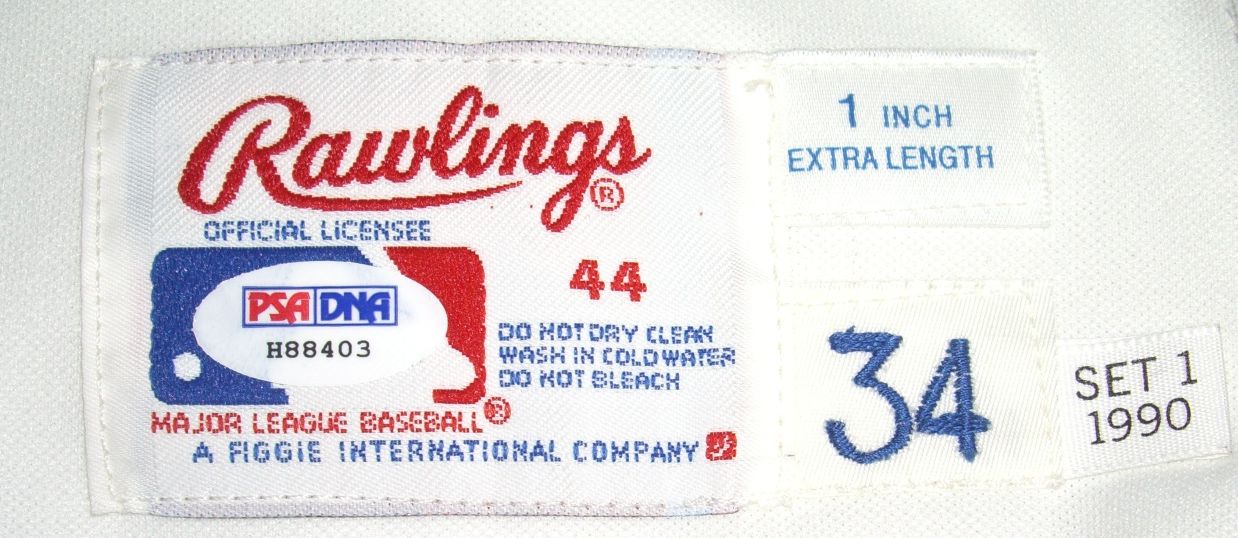 Rawlings®
OFFICIAL LICENSEE
44
PSA DNA
H88403
DO NOT DRY CLEAN
WASH IN COLD WATER
DO NOT BLEACH
MAJOR LEAGUE BASEBALL®
A FIGGIE INTERNATIONAL COMPANY
1 INCH
EXTRA LENGTH
34
SET 1
1990